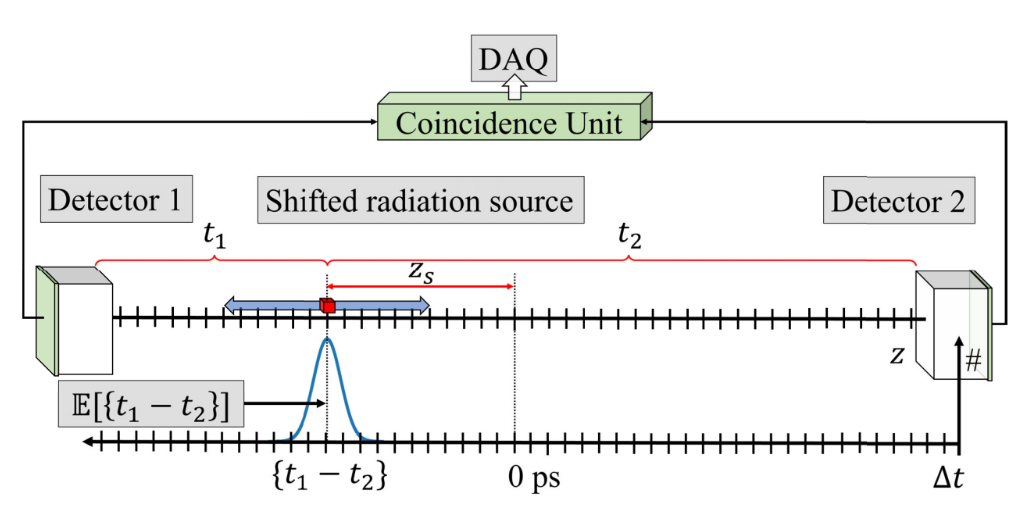 DAQ
Coincidence Unit
Detector 1
Shifted radiation source
Detector 2
t₁
t₂
z_S
z
#
𝔼[{t₁ − t₂}]
{t₁ − t₂}
0 ps
Δt